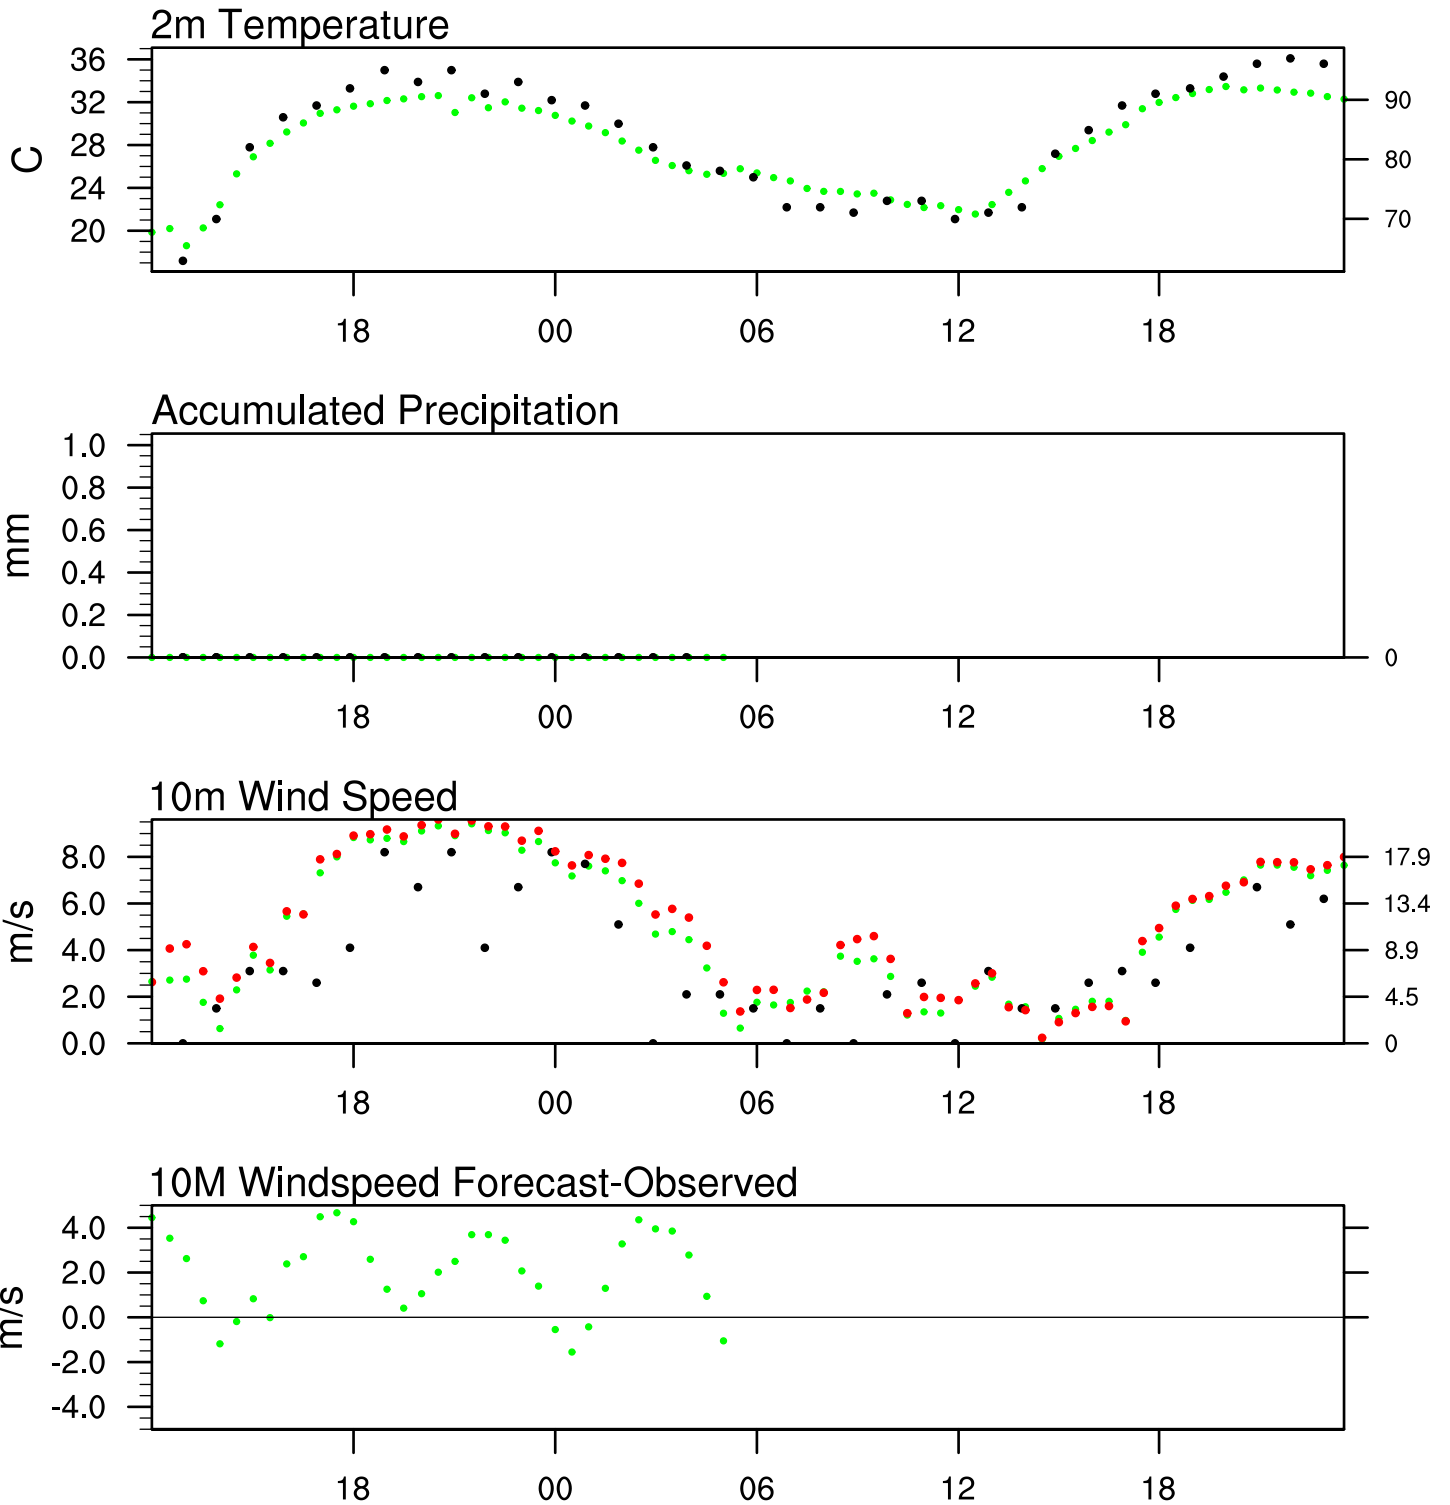 2m Temperature
36
32
28
24
20
C
90
80
70
18 00 06 12 18
Accumulated Precipitation
1.0
0.8
0.6
0.4
0.2
0.0
mm
0
18 00 06 12 18
10m Wind Speed
8.0
6.0
4.0
2.0
0.0
m/s
17.9
13.4
8.9
4.5
0
18 00 06 12 18
10M Windspeed Forecast-Observed
4.0
2.0
0.0
-2.0
-4.0
m/s
18 00 06 12 18